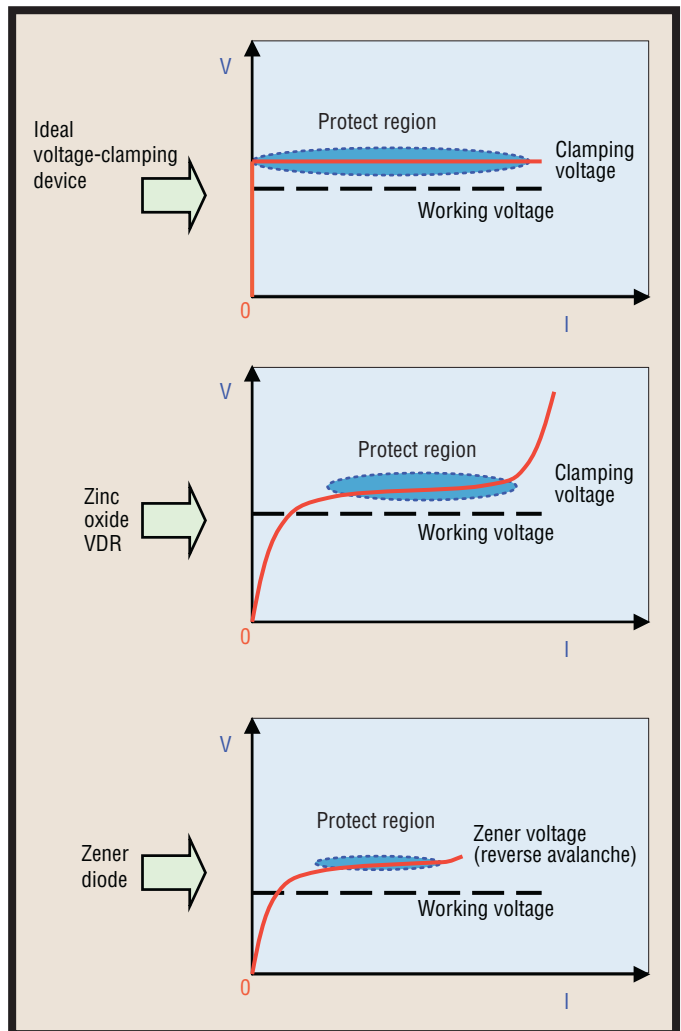 V
Protect region
Ideal
voltage-clamping
device
Clamping
voltage
Working voltage
0
I
V
Protect region
Clamping
voltage
Zinc
oxide
VDR
Working voltage
0
I
V
Protect region
Zener voltage
(reverse avalanche)
Zener
diode
Working voltage
0
I